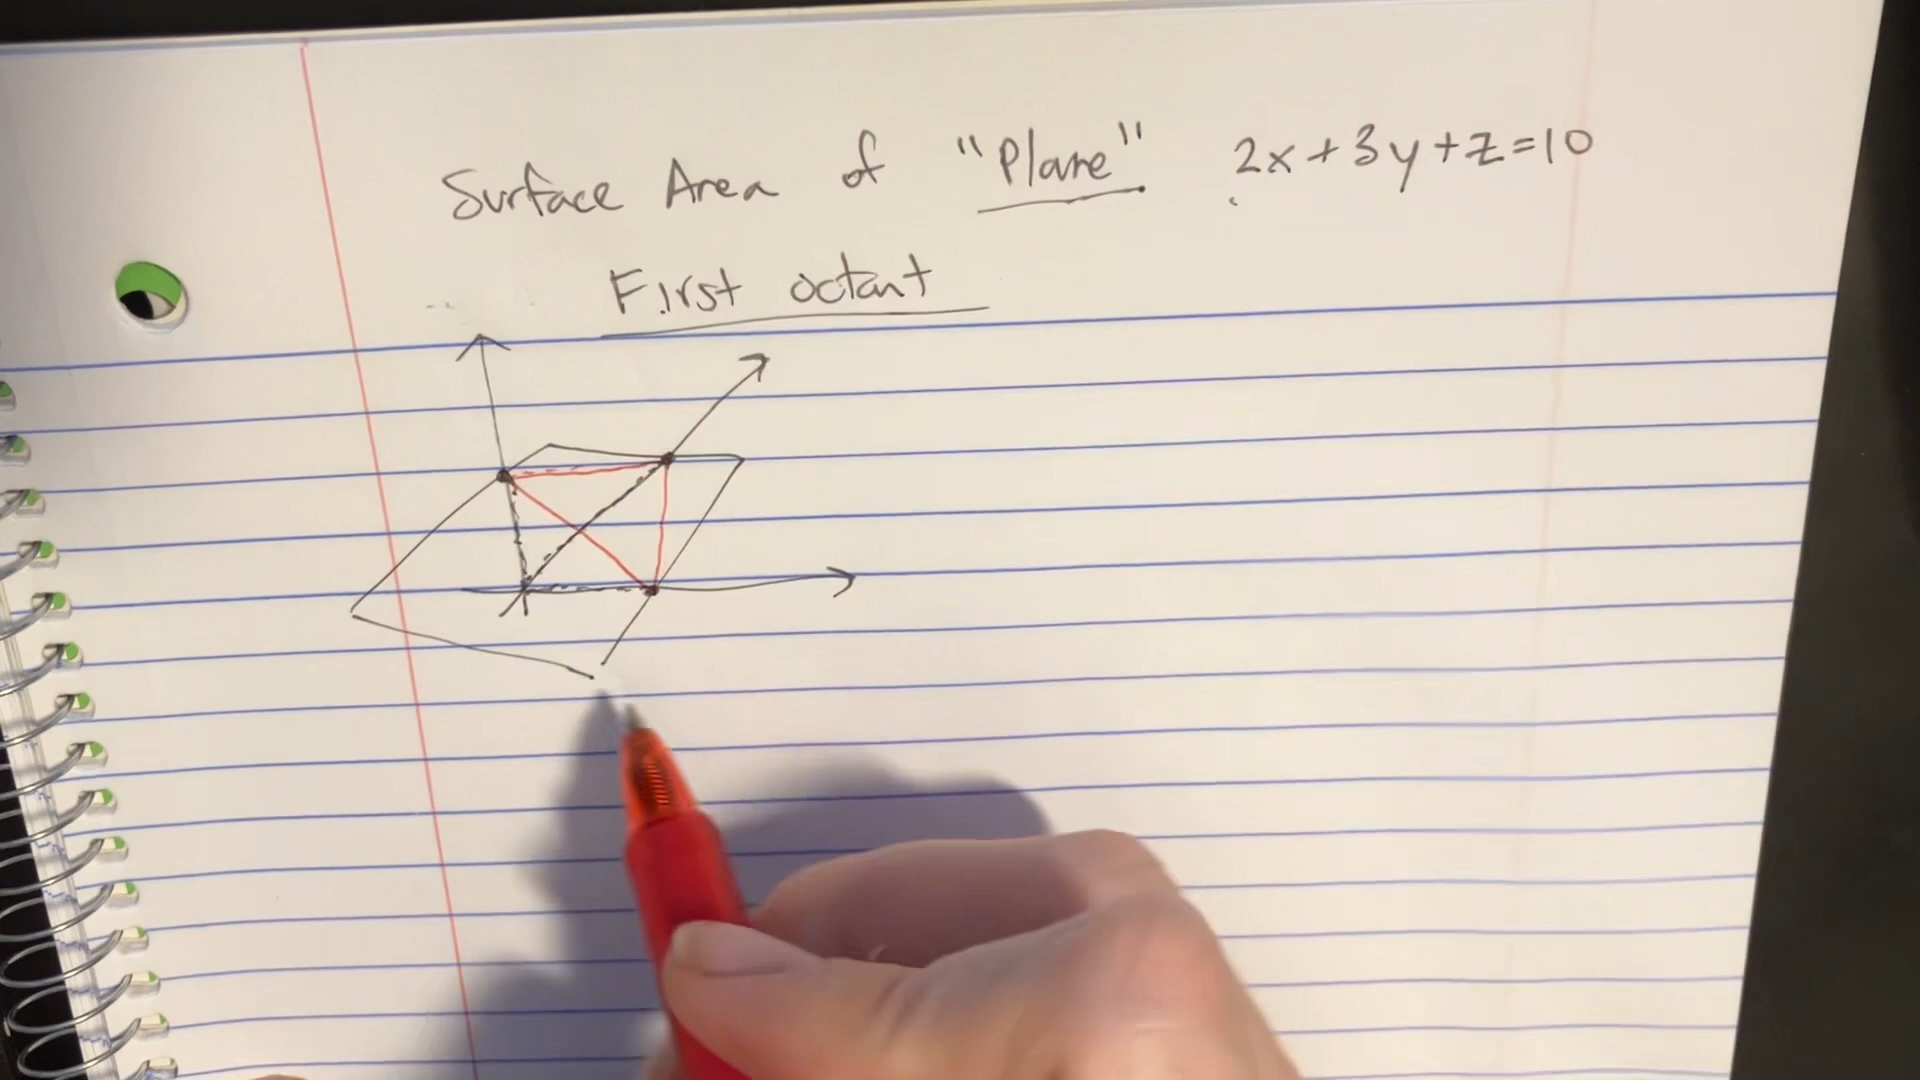 Surface Area of "Plane" 2x+3y+z=10
First octant